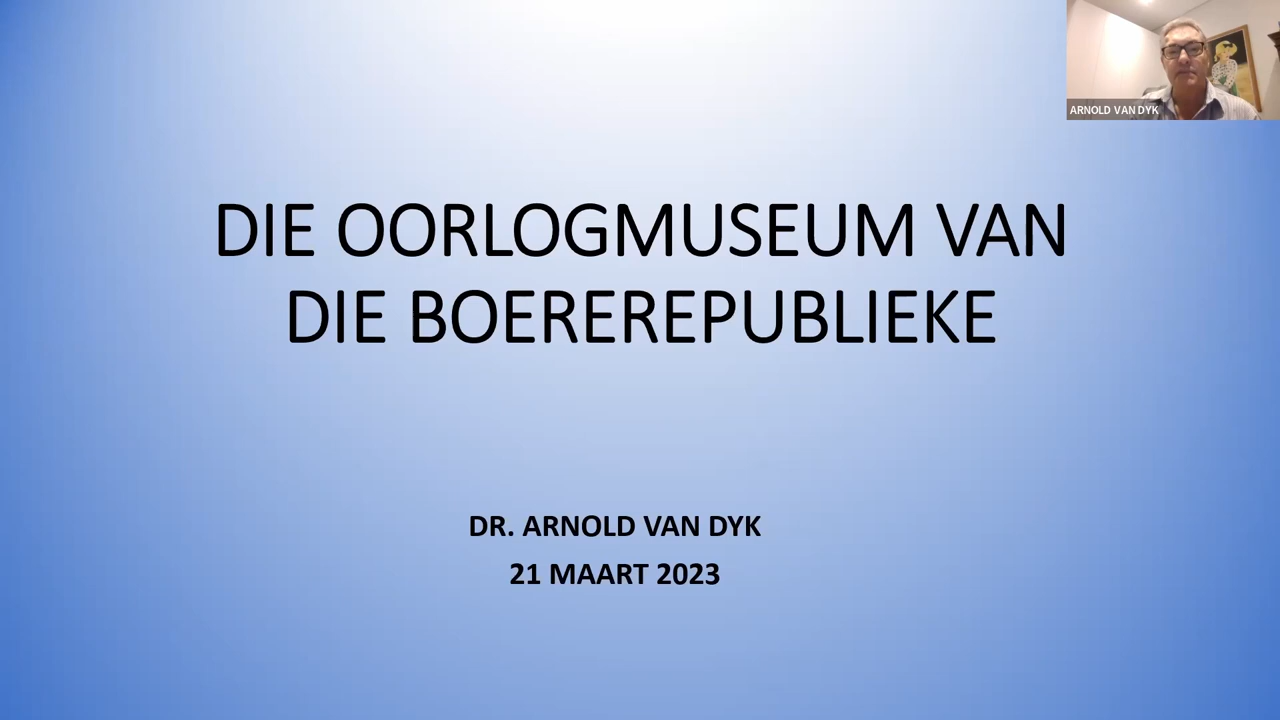 ARNOLD VAN DYK
DIE OORLOGMUSEUM VAN
DIE BOEREREPUBLIEKE
DR. ARNOLD VAN DYK
21 MAART 2023